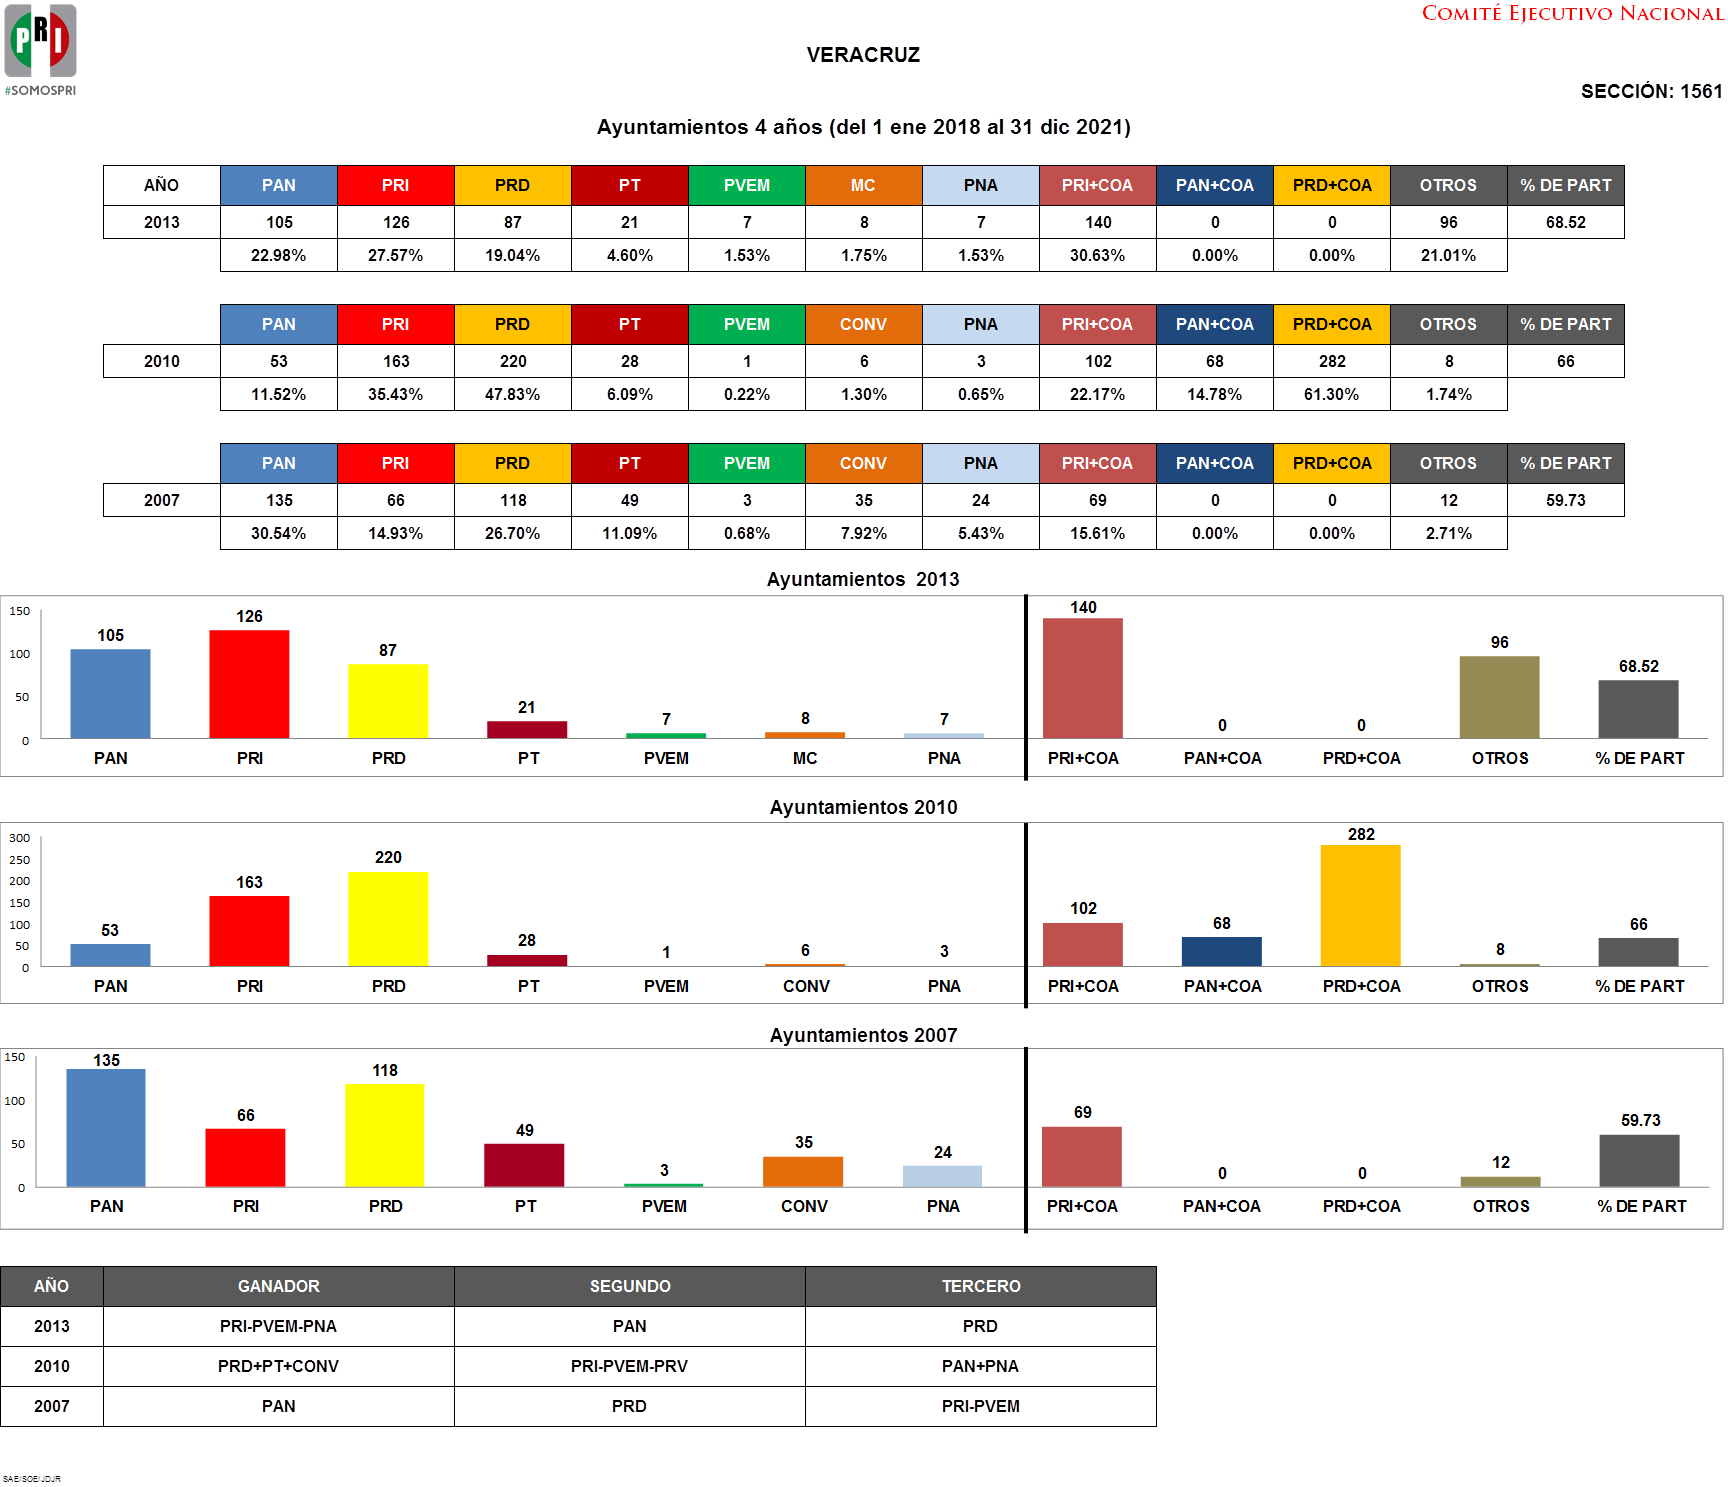 PRI
#SOMOSPRI
COMITÉ EJECUTIVO NACIONAL
VERACRUZ
SECCIÓN: 1561
Ayuntamientos 4 años (del 1 ene 2018 al 31 dic 2021)
AÑO PAN PRI PRD PT PVEM MC PNA PRI+COA PAN+COA PRD+COA OTROS % DE PART
2013 105 126 87 21 7 8 7 140 0 0 96 68.52
22.98% 27.57% 19.04% 4.60% 1.53% 1.75% 1.53% 30.63% 0.00% 0.00% 21.01%
PAN PRI PRD PT PVEM CONV PNA PRI+COA PAN+COA PRD+COA OTROS % DE PART
2010 53 163 220 28 1 6 3 102 68 282 8 66
11.52% 35.43% 47.83% 6.09% 0.22% 1.30% 0.65% 22.17% 14.78% 61.30% 1.74%
PAN PRI PRD PT PVEM CONV PNA PRI+COA PAN+COA PRD+COA OTROS % DE PART
2007 135 66 118 49 3 35 24 69 0 0 12 59.73
30.54% 14.93% 26.70% 11.09% 0.68% 7.92% 5.43% 15.61% 0.00% 0.00% 2.71%
Ayuntamientos 2013
150
100
50
0
105 126 87 21 7 8 7 140 0 0 96 68.52
PAN PRI PRD PT PVEM MC PNA PRI+COA PAN+COA PRD+COA OTROS % DE PART
Ayuntamientos 2010
300
250
200
150
100
50
0
53 163 220 28 1 6 3 102 68 282 8 66
PAN PRI PRD PT PVEM CONV PNA PRI+COA PAN+COA PRD+COA OTROS % DE PART
Ayuntamientos 2007
150
100
50
0
135 66 118 49 3 35 24 69 0 0 12 59.73
PAN PRI PRD PT PVEM CONV PNA PRI+COA PAN+COA PRD+COA OTROS % DE PART
AÑO GANADOR SEGUNDO TERCERO
2013 PRI-PVEM-PNA PAN PRD
2010 PRD+PT+CONV PRI-PVEM-PRV PAN+PNA
2007 PAN PRD PRI-PVEM
SAE/SOE/JDJR